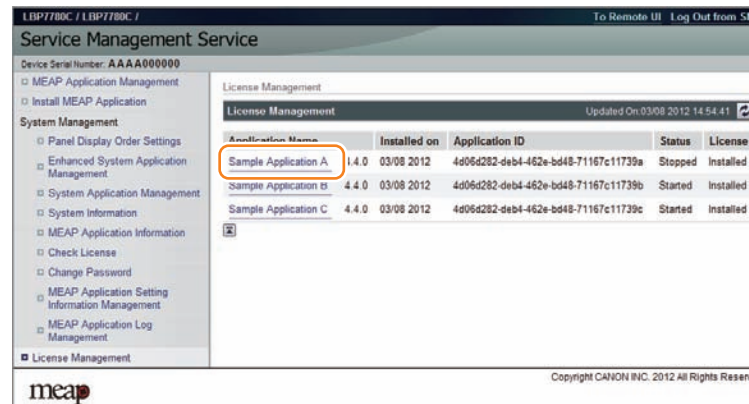 LBP7780C / LBP7780C /
To Remote UI Log Out from
Service Management Service
Device Serial Number: AAAA000000
MEAP Application Management
Install MEAP Application
System Management
Panel Display Order Settings
Enhanced System Application
Management
System Application Management
System Information
MEAP Application Information
Check License
Change Password
MEAP Application Setting
Information Management
MEAP Application Log
Management
License Management
License Management
License Management Updated On:03/08 2012 14:54:41
Application Name Installed on Application ID Status License
Sample Application A 4.4.0 03/08 2012 4d06d282-deb4-462e-bd48-71167c11739a Stopped Installed
Sample Application B 4.4.0 03/08 2012 4d06d282-deb4-462e-bd48-71167c11739b Started Installed
Sample Application C 4.4.0 03/08 2012 4d06d282-deb4-462e-bd48-71167c11739c Started Installed
meap
Copyright CANON INC. 2012 All Rights Reser